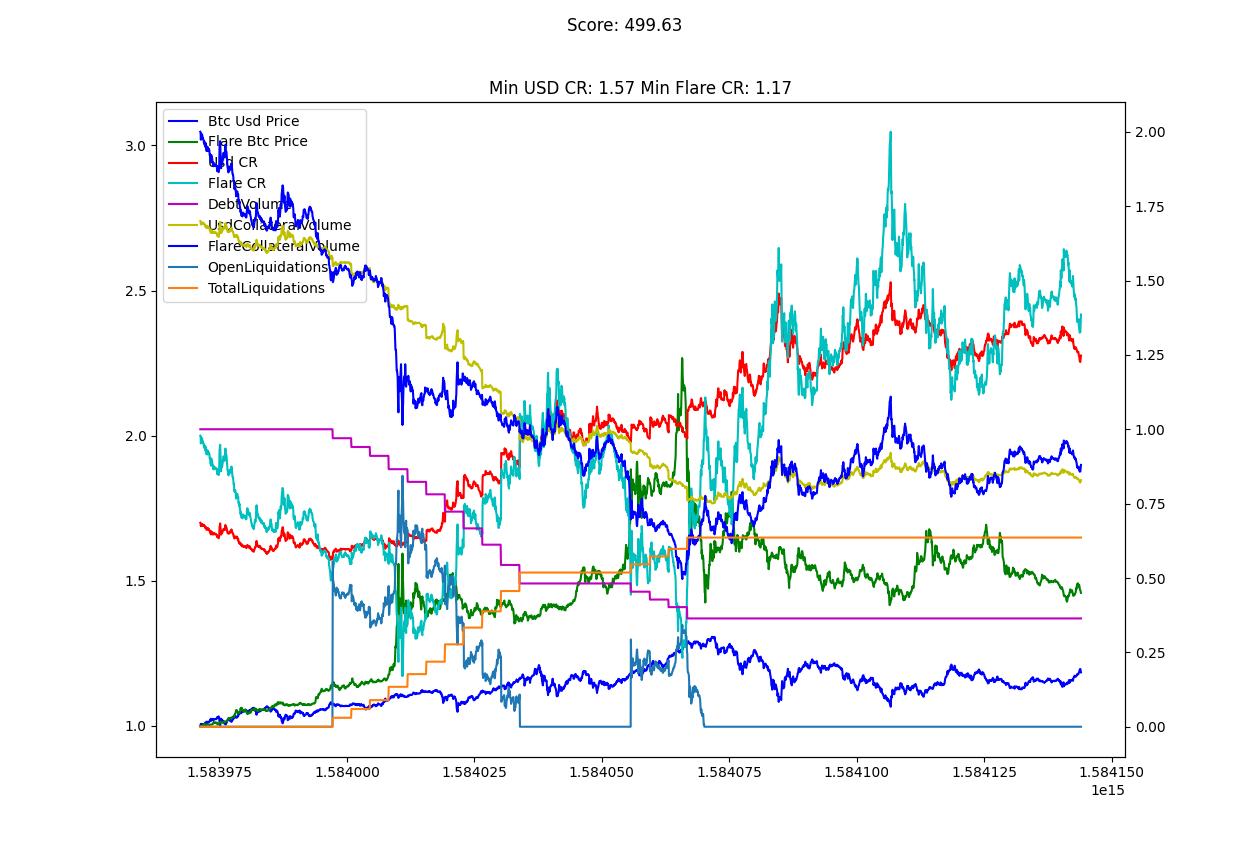 Score: 499.63
Min USD CR: 1.57 Min Flare CR: 1.17
Btc Usd Price
Flare Btc Price
Usd CR
Flare CR
DebtVolume
UsdCollateralVolume
FlareCollateralVolume
OpenLiquidations
TotalLiquidations
3.0
2.5
2.0
1.5
1.0
2.00
1.75
1.50
1.25
1.00
0.75
0.50
0.25
0.00
1.583975 1.584000 1.584025 1.584050 1.584075 1.584100 1.584125 1.584150
1e15